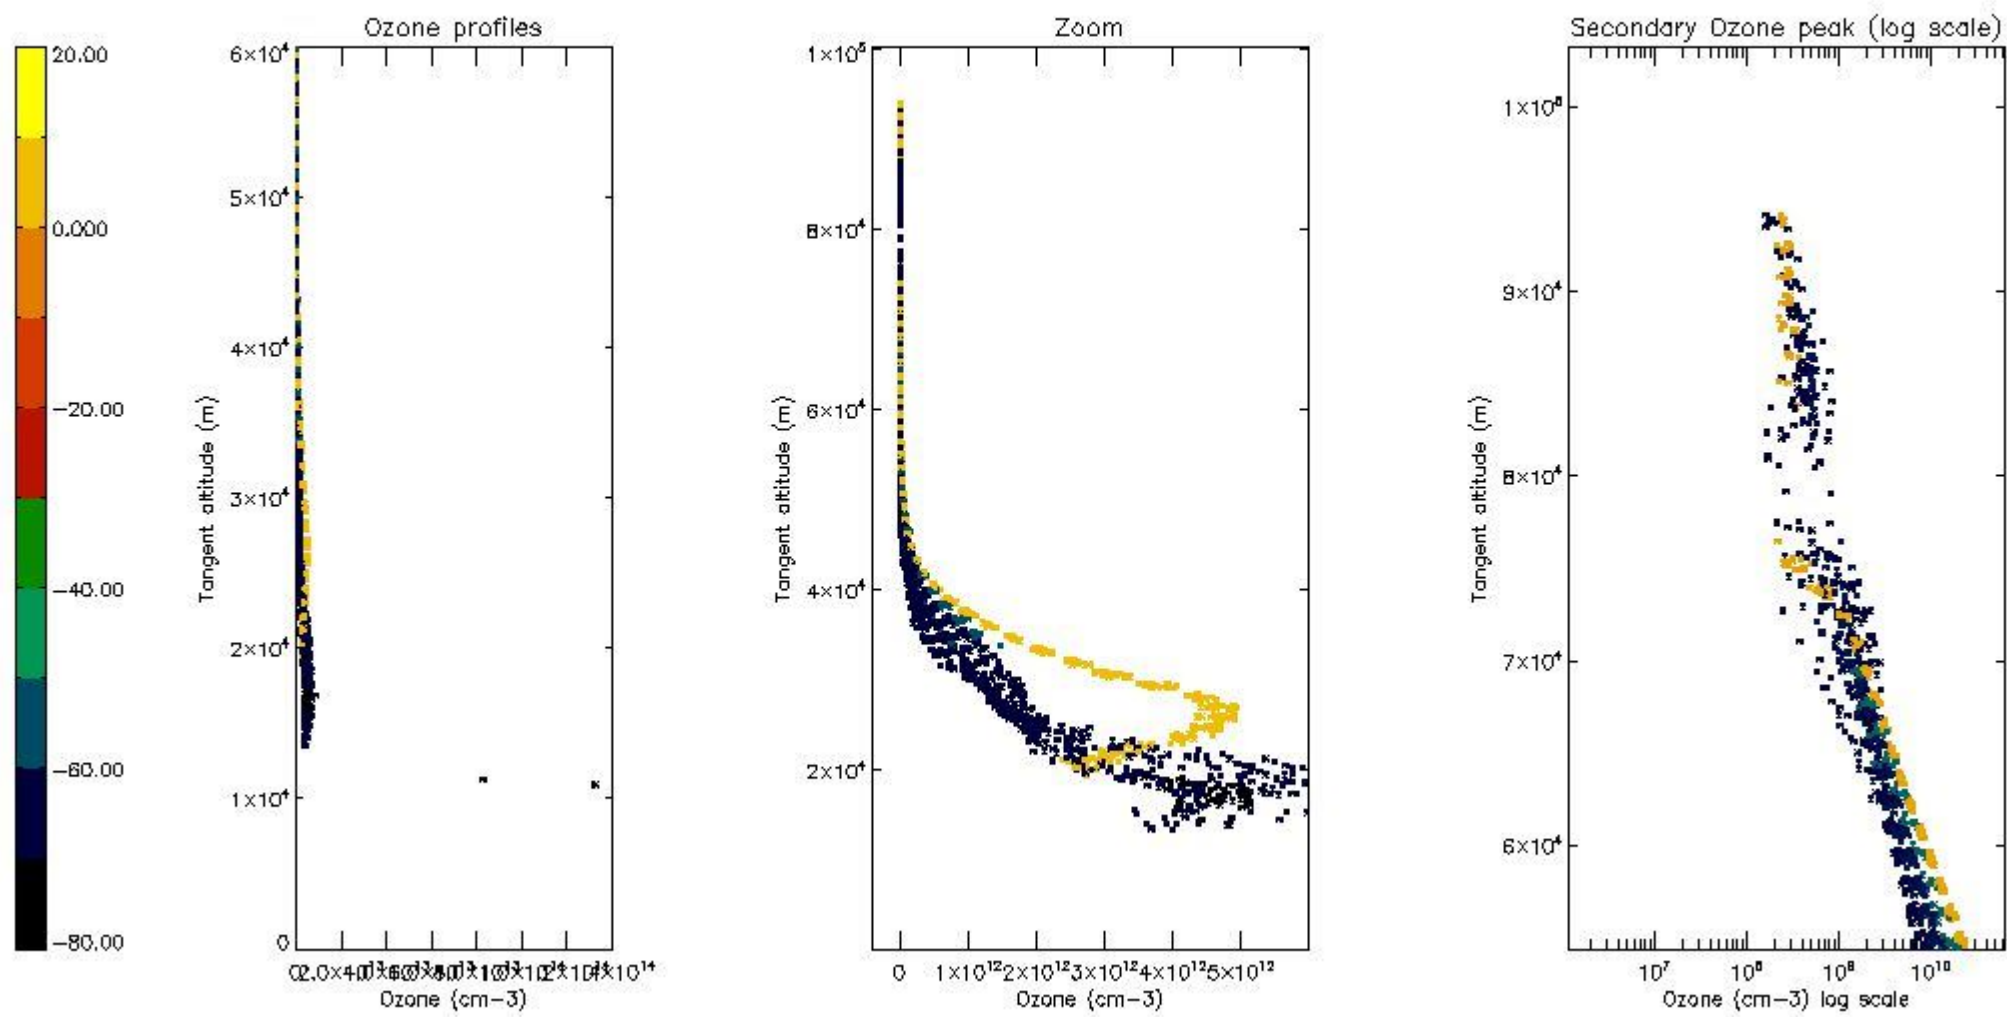 Ozone profiles
Zoom
Secondary Ozone peak (log scale)
20.00
0.000
−20.00
−40.00
−60.00
−80.00
6×10⁴
5×10⁴
4×10⁴
3×10⁴
2×10⁴
1×10⁴
0
Tangent altitude (m)
Ozone (cm−3)
1×10⁵
8×10⁴
6×10⁴
4×10⁴
2×10⁴
Tangent altitude (m)
0 1×10¹² 2×10¹² 3×10¹² 4×10¹² 5×10¹²
Ozone (cm−3)
9×10⁴
8×10⁴
7×10⁴
6×10⁴
Tangent altitude (m)
10⁷ 10⁸ 10⁹ 10¹⁰
Ozone (cm−3) log scale